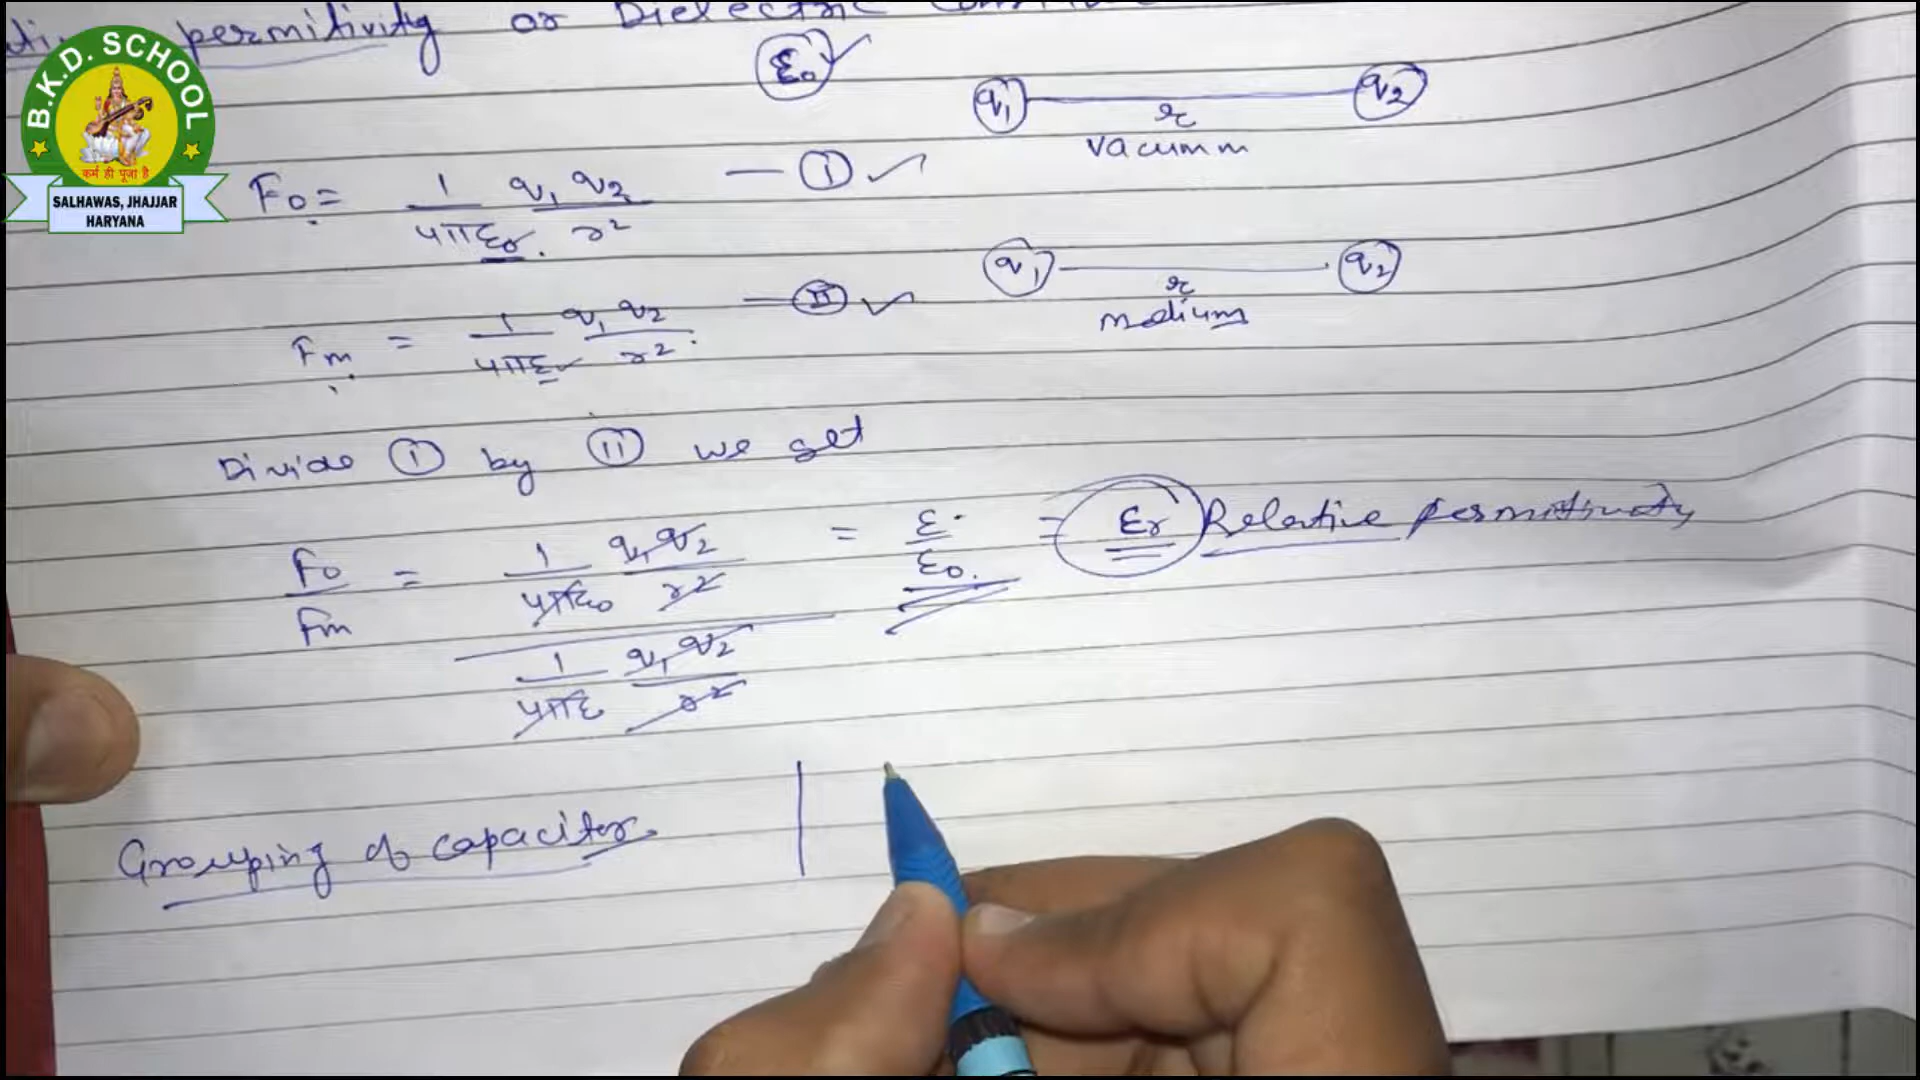 permitivity or Dielectric
ε₀
q₁ q₂
r
vacumm
F₀ = 1/4πε₀ q₁q₂/r² — I
q₁ q₂
r
medium
Fm = 1/4πε q₁q₂/r² — II
Divide I by II we get
F₀/Fm = (1/4πε₀ q₁q₂/r²)/(1/4πε q₁q₂/r²) = ε/ε₀ = εr Relative permitivity
Grouping of capacitor
B.K.D. SCHOOL
कर्म ही पूजा है
SALHAWAS, JHAJJAR
HARYANA